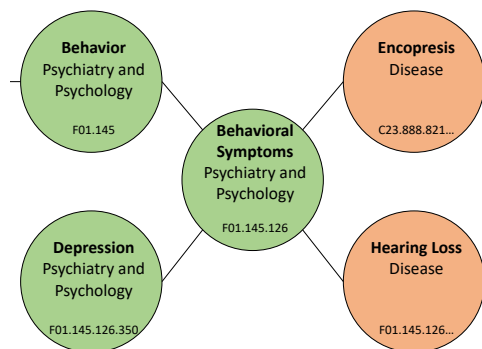 Behavior
Psychiatry and
Psychology
F01.145
Encopresis
Disease
C23.888.821...
Behavioral
Symptoms
Psychiatry and
Psychology
F01.145.126
Depression
Psychiatry and
Psychology
F01.145.126.350
Hearing Loss
Disease
F01.145.126...